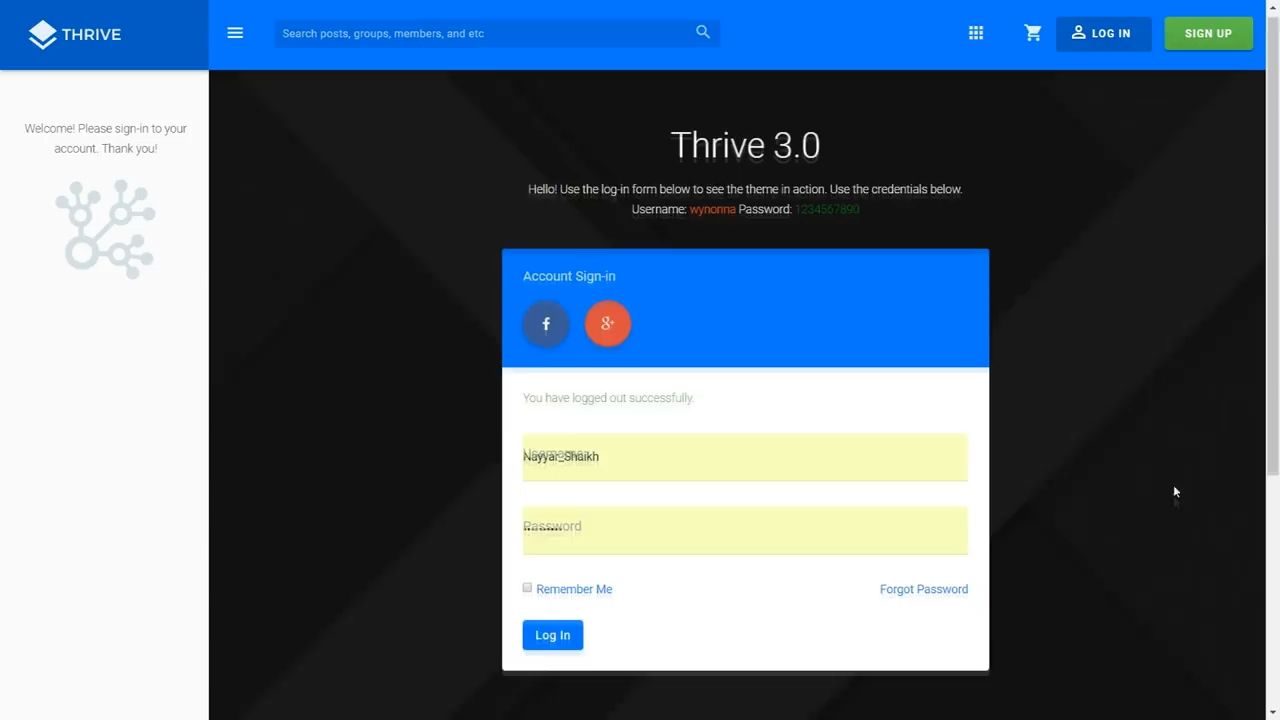 THRIVE
Search posts, groups, members, and etc
LOG IN
SIGN UP
Welcome! Please sign-in to your
account. Thank you!
Thrive 3.0
Hello! Use the log-in form below to see the theme in action. Use the credentials below.
Username: wynonna Password: 1234567890
Account Sign-in
f
g+
You have logged out successfully.
Username
Nayyar_Shaikh
Password
Remember Me
Forgot Password
Log In